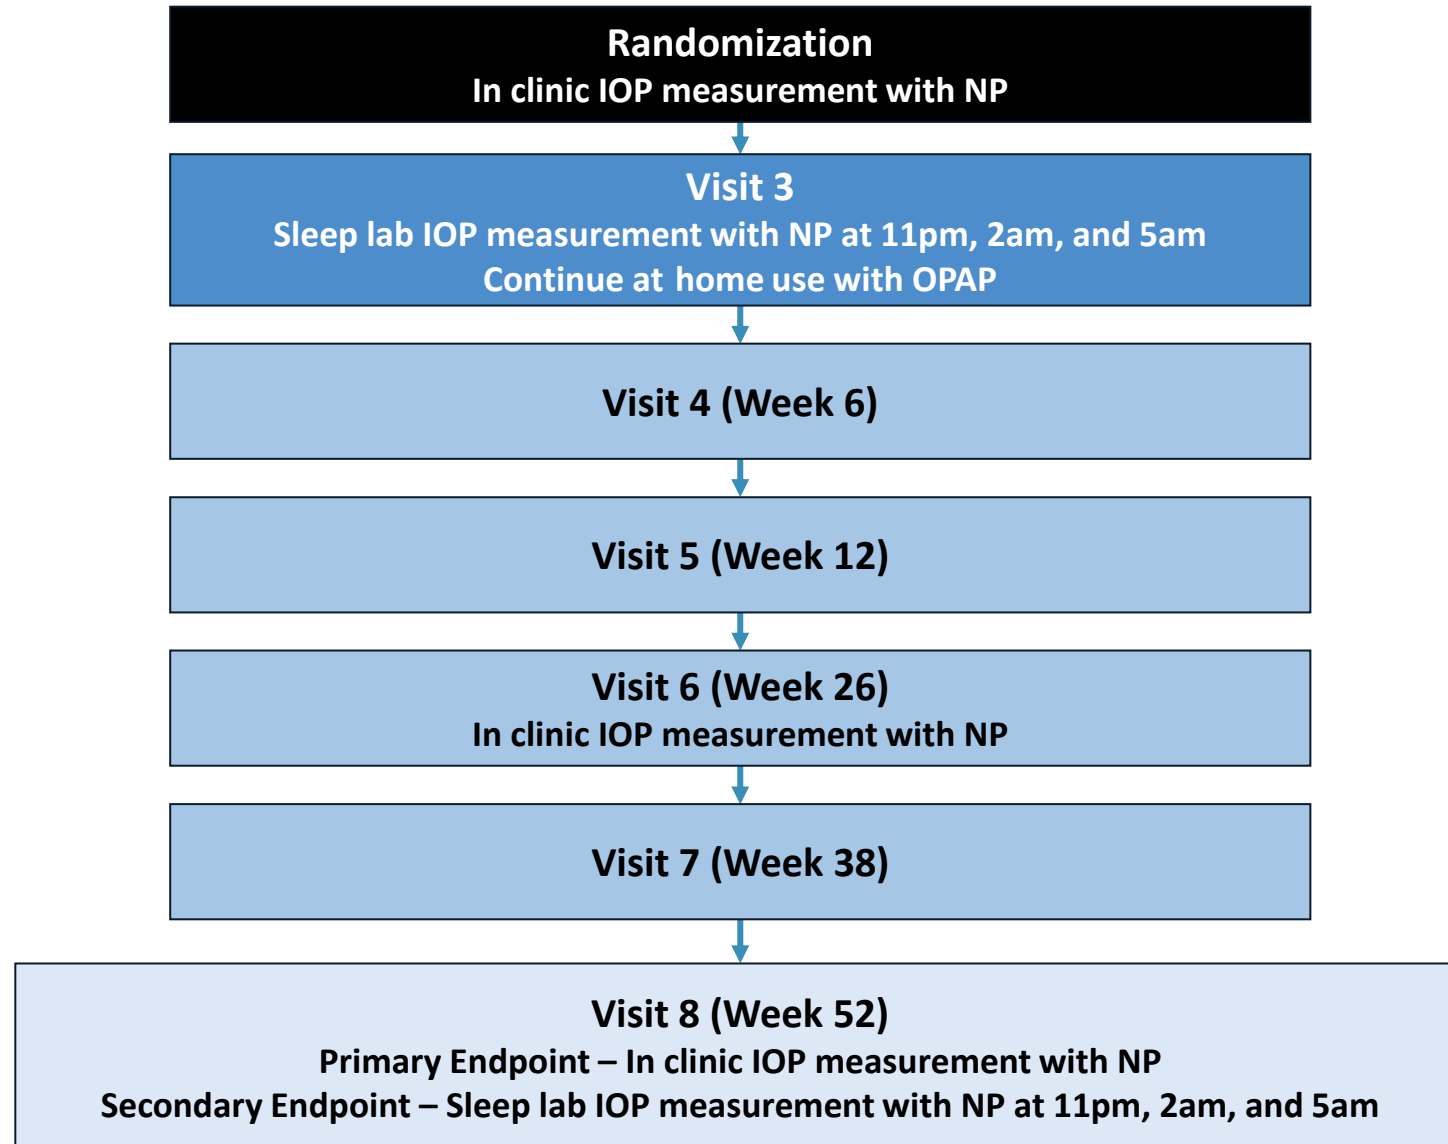 Randomization
In clinic IOP measurement with NP
Visit 3
Sleep lab IOP measurement with NP at 11pm, 2am, and 5am
Continue at home use with OPAP
Visit 4 (Week 6)
Visit 5 (Week 12)
Visit 6 (Week 26)
In clinic IOP measurement with NP
Visit 7 (Week 38)
Visit 8 (Week 52)
Primary Endpoint – In clinic IOP measurement with NP
Secondary Endpoint – Sleep lab IOP measurement with NP at 11pm, 2am, and 5am